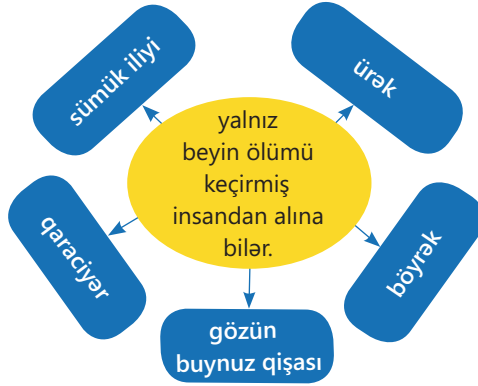 sümük iliyi
ürək
yalnız
beyin ölümü
keçirmiş
insandan alına
bilər.
qaraciyər
böyrək
gözün
buynuz qişası